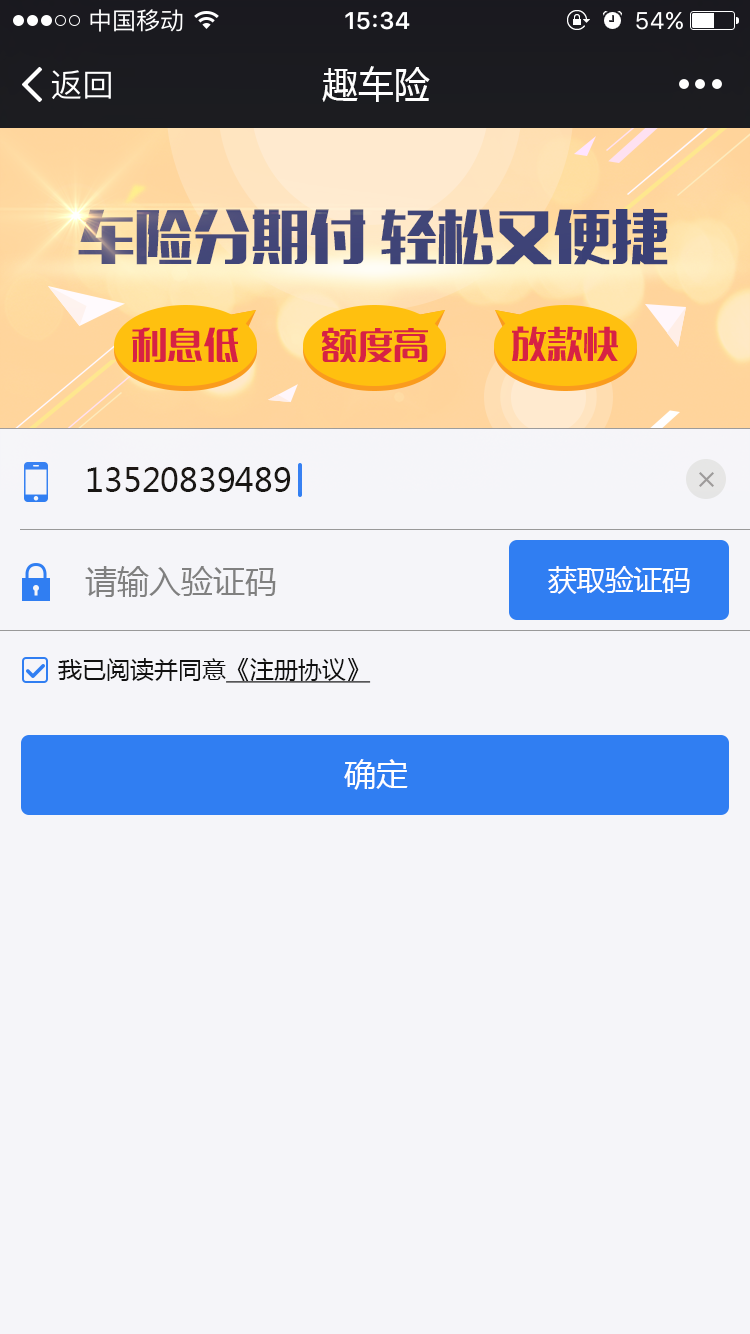 中国移动 15:34 54%
返回 趣车险
车险分期付 轻松又便捷
利息低 额度高 放款快
13520839489
请输入验证码 获取验证码
我已阅读并同意《注册协议》
确定